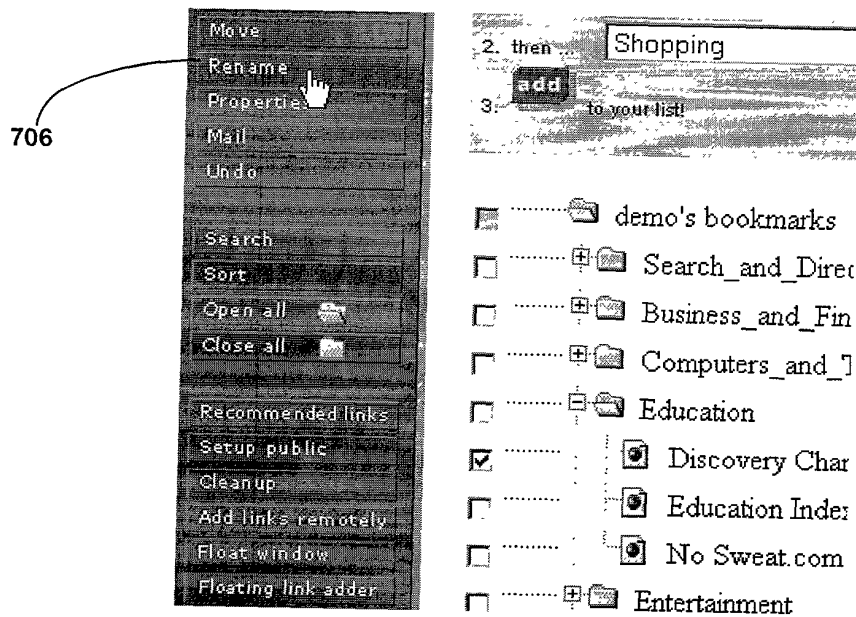 706
Move
Rename
Properties
Mail
Undo
Search
Sort
Open all
Close all
Recommended links
Setup public
Cleanup
Add links remotely
Float window
Floating link adder
2. then ... Shopping
3. add to your list!
demo's bookmarks
Search_and_Direc
Business_and_Fin
Computers_and_T
Education
Discovery Char
Education Index
No Sweat.com
Entertainment